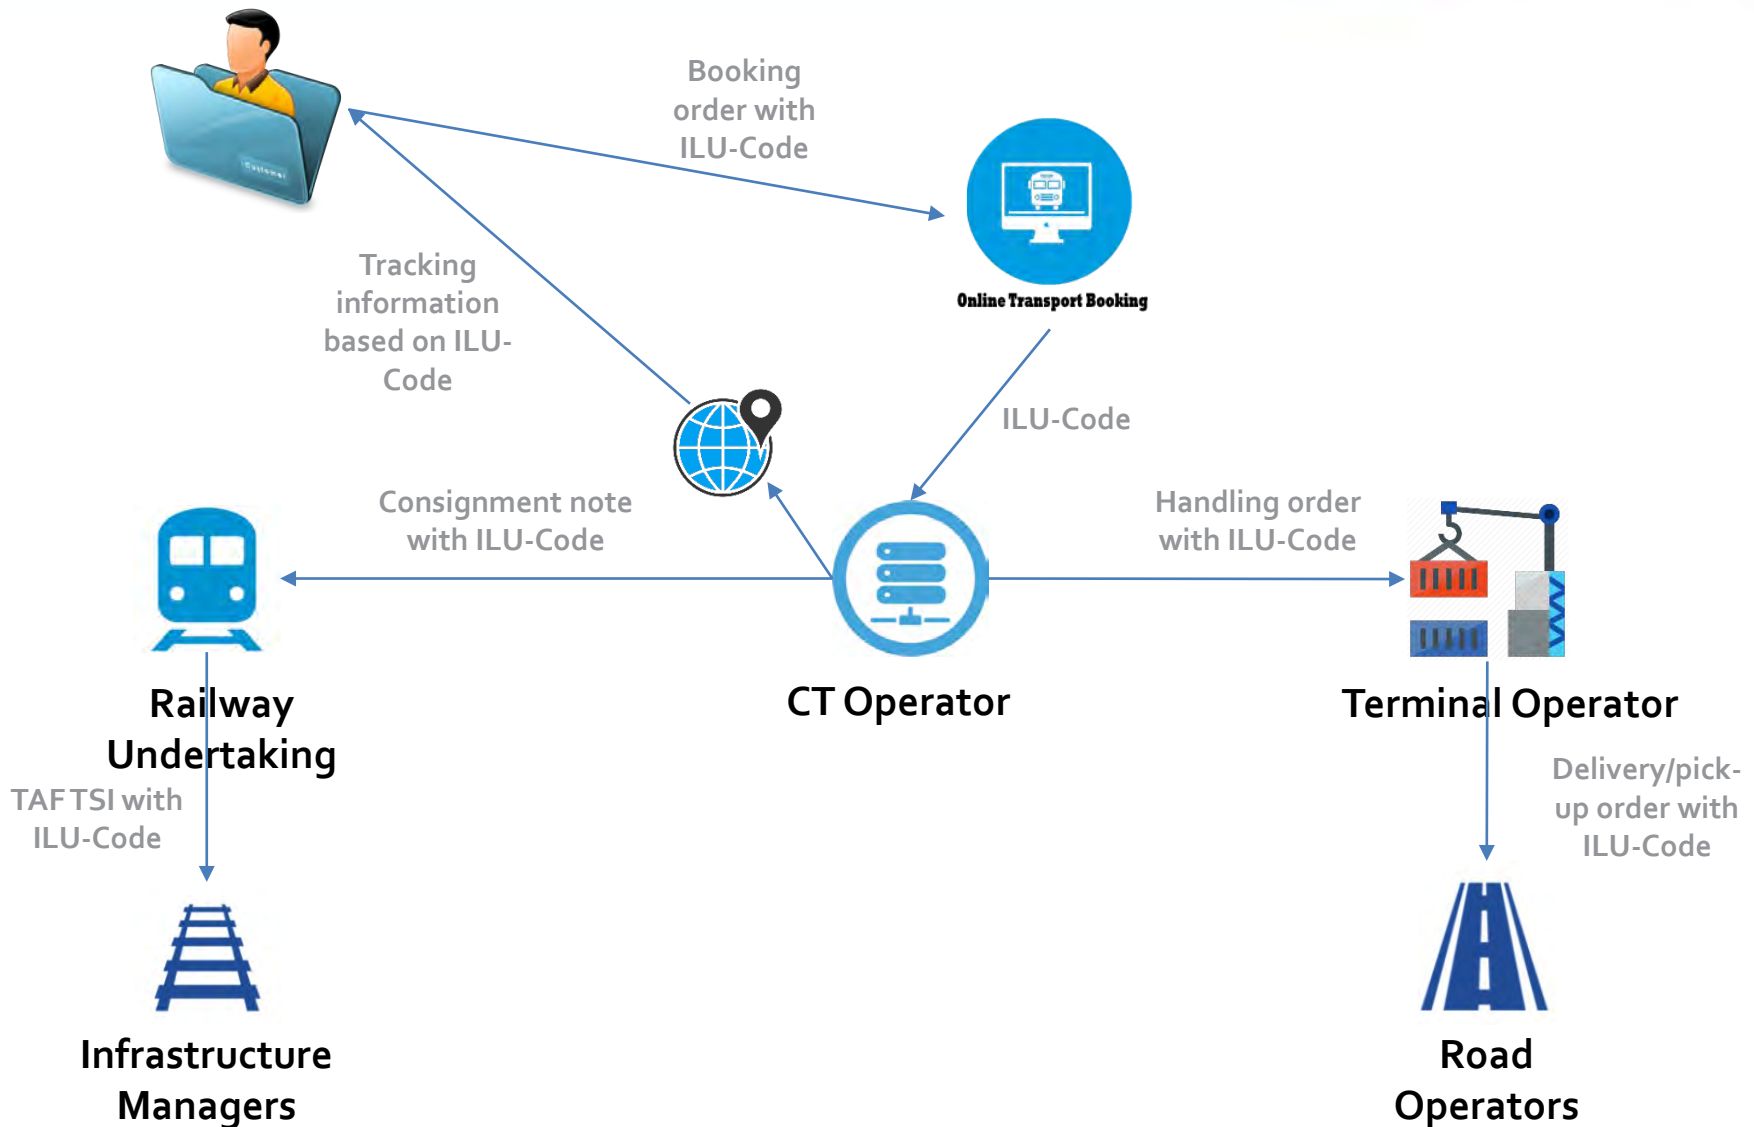 Customer
Booking
order with
ILU-Code
Online Transport Booking
Tracking
information
based on ILU-
Code
ILU-Code
Consignment note
with ILU-Code
Handling order
with ILU-Code
Railway
Undertaking
CT Operator
Terminal Operator
TAF TSI with
ILU-Code
Delivery/pick-
up order with
ILU-Code
Infrastructure
Managers
Road
Operators